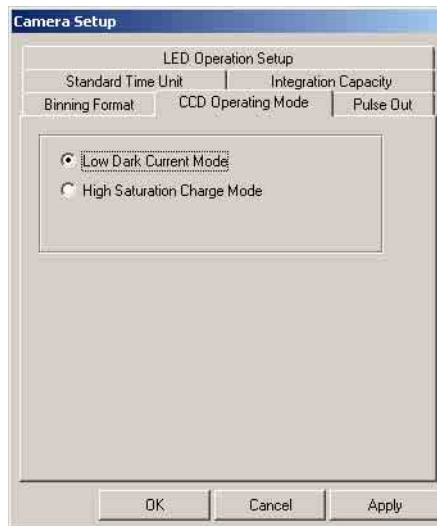 Camera Setup
LED Operation Setup
Standard Time Unit Integration Capacity
Binning Format CCD Operating Mode Pulse Out
Low Dark Current Mode
High Saturation Charge Mode
OK Cancel Apply